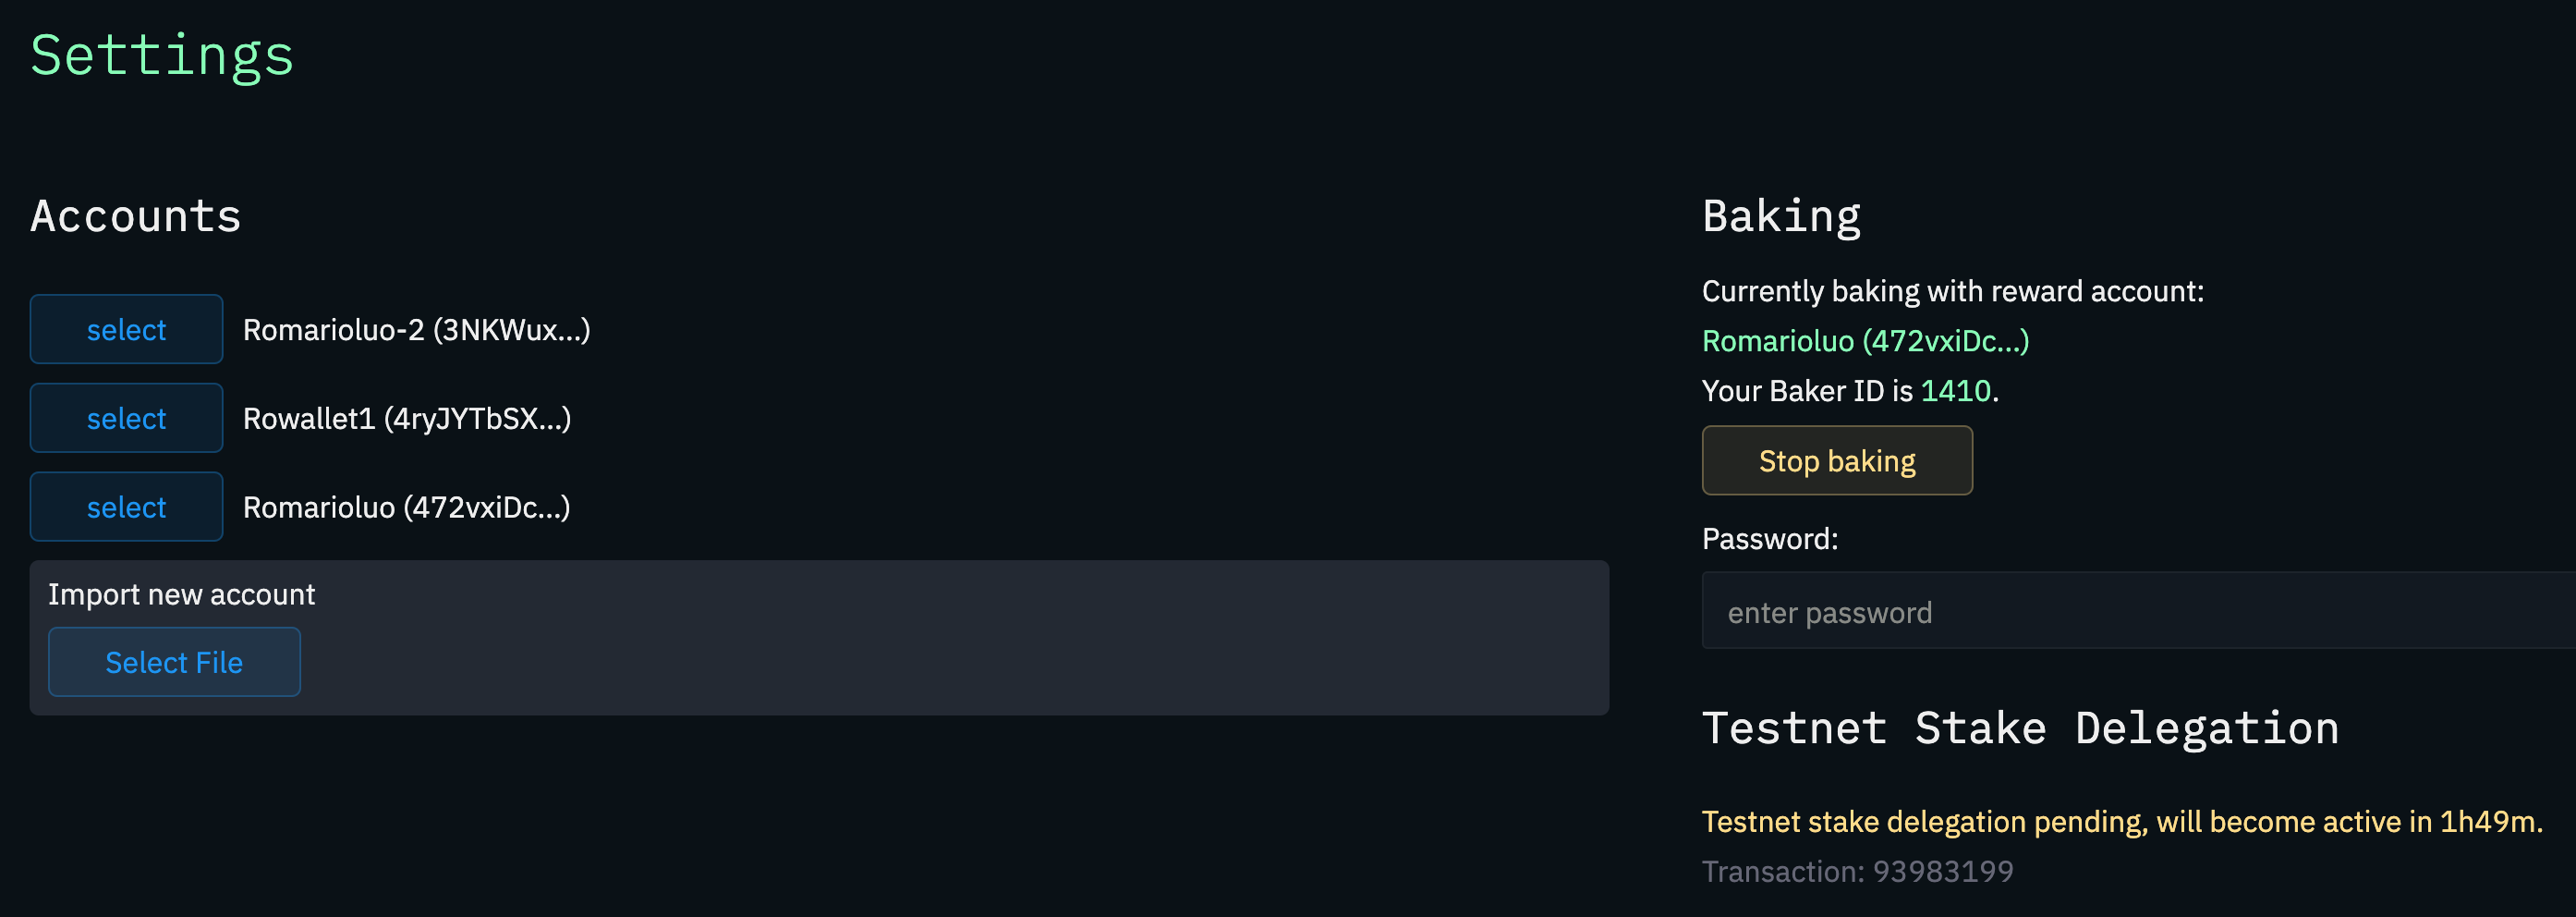 Settings
Accounts
select Romarioluo-2 (3NKWux...)
select Rowallet1 (4ryJYTbSX...)
select Romarioluo (472vxiDc...)
Import new account
Select File
Baking
Currently baking with reward account:
Romarioluo (472vxiDc...)
Your Baker ID is 1410.
Stop baking
Password:
enter password
Testnet Stake Delegation
Testnet stake delegation pending, will become active in 1h49m.
Transaction: 93983199